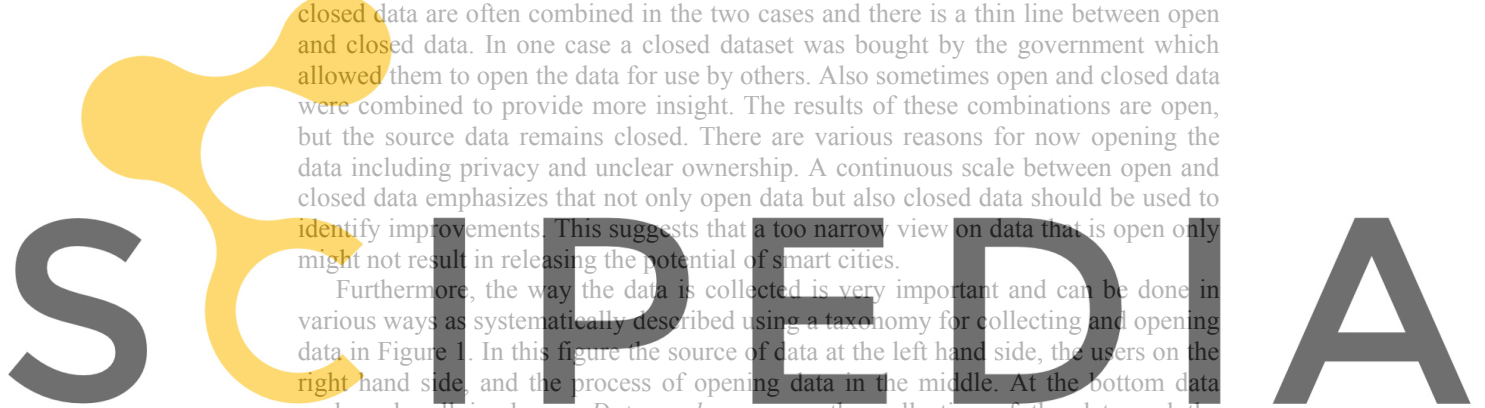 closed data are often combined in the two cases and there is a thin line between open
and closed data. In one case a closed dataset was bought by the government which
allowed them to open the data for use by others. Also sometimes open and closed data
were combined to provide more insight. The results of these combinations are open,
but the source data remains closed. There are various reasons for now opening the
data including privacy and unclear ownership. A continuous scale between open and
closed data emphasizes that not only open data but also closed data should be used to
identify improvements. This suggests that a too narrow view on data that is open only
might not result in releasing the potential of smart cities.
Furthermore, the way the data is collected is very important and can be done in
various ways as systematically described using a taxonomy for collecting and opening
data in Figure 1. In this figure the source of data at the left hand side, the users on the
right hand side, and the process of opening data in the middle. At the bottom data
SCIPEDIA